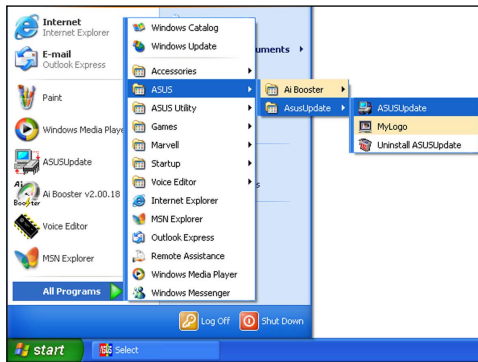 Internet
Internet Explorer
E-mail
Outlook Express
Paint
Windows Media Playe
ASUSUpdate
Ai Booster v2.00.18
Voice Editor
MSN Explorer
All Programs
Windows Catalog
Windows Update
Accessories
ASUS
ASUS Utility
Games
Marvell
Startup
Voice Editor
Internet Explorer
MSN Explorer
Outlook Express
Remote Assistance
Windows Media Player
Windows Messenger
uments
s
Ai Booster
AsusUpdate
ASUSUpdate
MyLogo
Uninstall ASUSUpdate
Log Off
Shut Down
start
Select